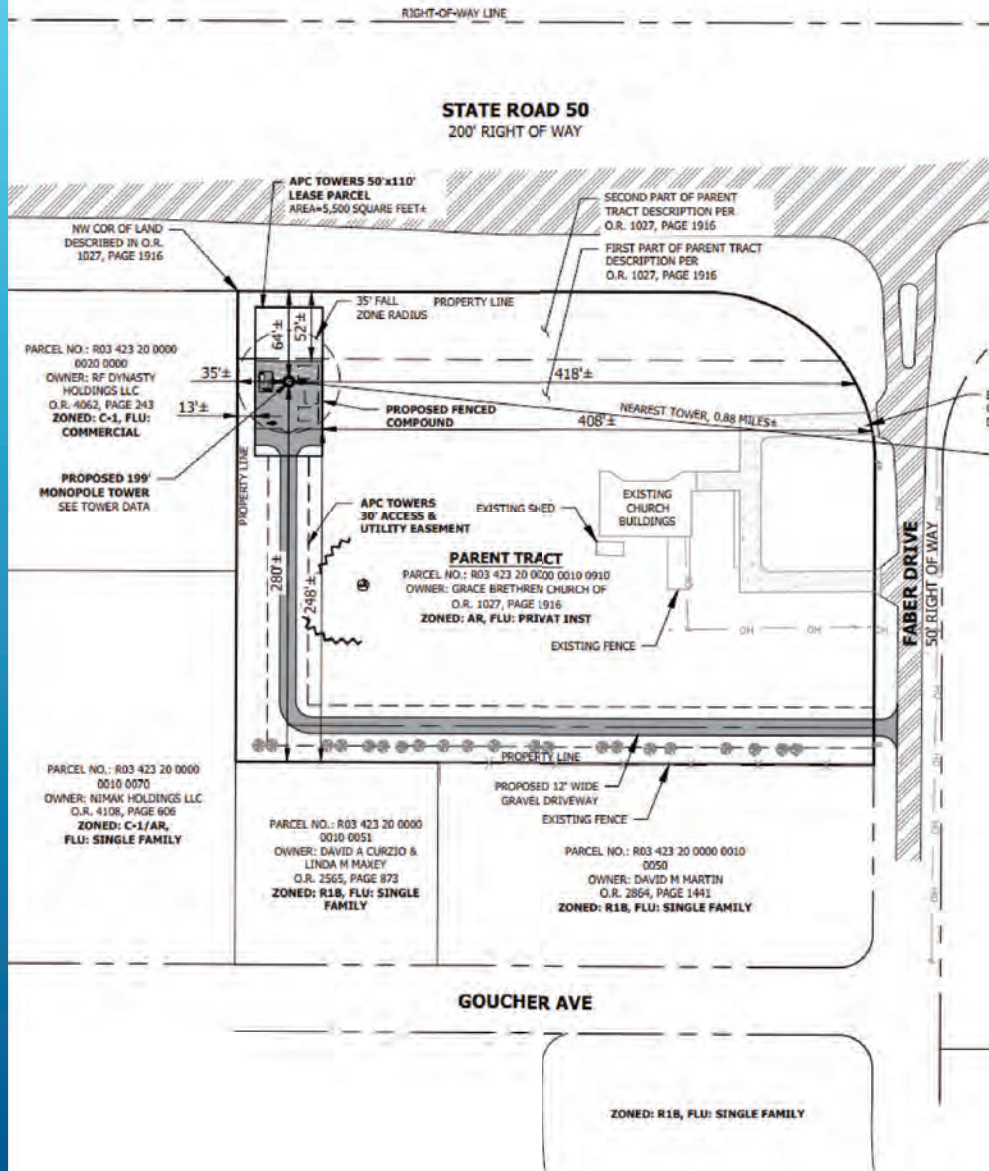 RIGHT-OF-WAY LINE
STATE ROAD 50
200' RIGHT OF WAY
APC TOWERS 50'x110'
LEASE PARCEL
AREA=5,500 SQUARE FEET±
SECOND PART OF PARENT
TRACT DESCRIPTION PER
O.R. 1027, PAGE 1916
NW COR OF LAND
DESCRIBED IN O.R.
1027, PAGE 1916
FIRST PART OF PARENT TRACT
DESCRIPTION PER
O.R. 1027, PAGE 1916
35' FALL
ZONE RADIUS
PROPERTY LINE
64'±
52'±
PARCEL NO.: R03 423 20 0000
0020 0000
OWNER: RF DYNASTY
HOLDINGS LLC
O.R. 4062, PAGE 243
ZONED: C-1, FLU:
COMMERCIAL
35'±
13'±
418'±
408'±
NEAREST TOWER, 0.88 MILES±
PROPOSED FENCED
COMPOUND
PROPOSED 199'
MONOPOLE TOWER
SEE TOWER DATA
PROPERTY LINE
APC TOWERS
30' ACCESS &
UTILITY EASEMENT
EXISTING SHED
EXISTING
CHURCH
BUILDINGS
PARENT TRACT
PARCEL NO.: R03 423 20 0000 0010 0910
OWNER: GRACE BRETHREN CHURCH OF
O.R. 1027, PAGE 1916
ZONED: AR, FLU: PRIVAT INST
280'±
248'±
EXISTING FENCE
OH
OH
OH
FABER DRIVE
50' RIGHT OF WAY
PROPERTY LINE
PROPOSED 12' WIDE
GRAVEL DRIVEWAY
EXISTING FENCE
PARCEL NO.: R03 423 20 0000
0010 0070
OWNER: NIMAK HOLDINGS LLC
O.R. 4108, PAGE 606
ZONED: C-1/AR,
FLU: SINGLE FAMILY
PARCEL NO.: R03 423 20 0000
0010 0051
OWNER: DAVID A CURZIO &
LINDA M MAXEY
O.R. 2565, PAGE 873
ZONED: R1B, FLU: SINGLE
FAMILY
PARCEL NO.: R03 423 20 0000 0010
0050
OWNER: DAVID M MARTIN
O.R. 2864, PAGE 1441
ZONED: R1B, FLU: SINGLE FAMILY
OH
OH
OH
GOUCHER AVE
ZONED: R1B, FLU: SINGLE FAMILY